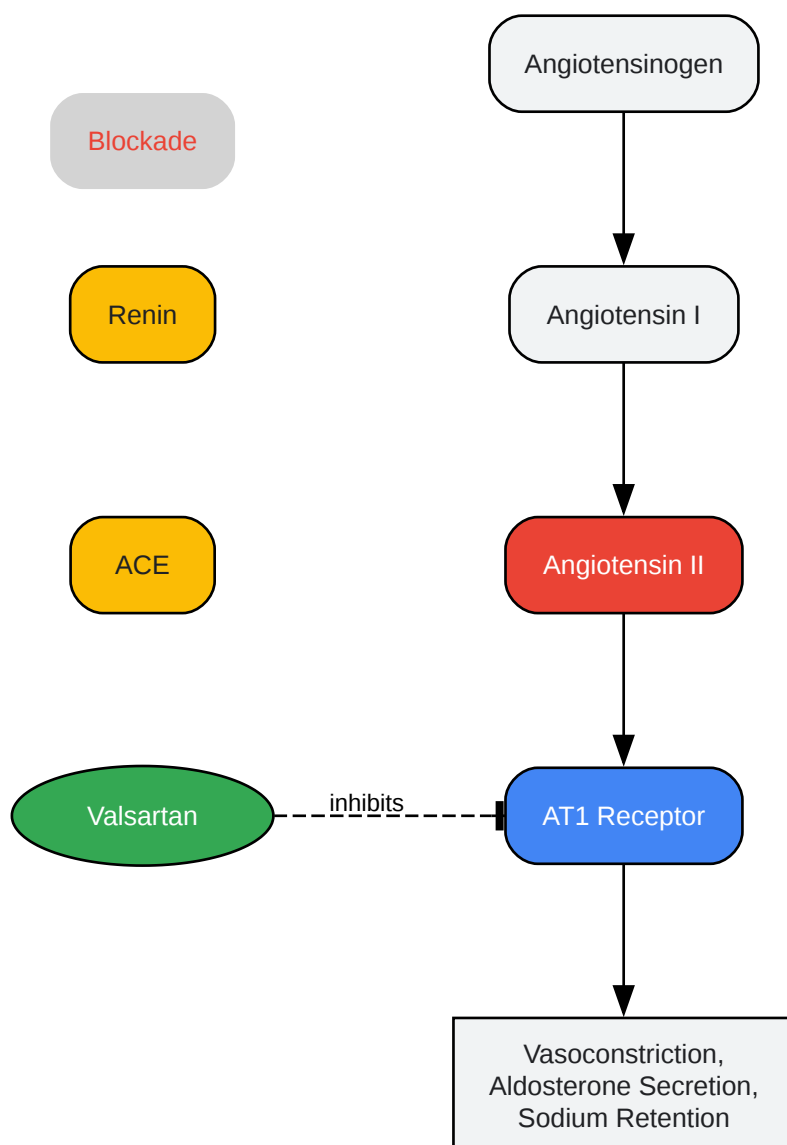 Angiotensinogen
Blockade
Renin
Angiotensin I
ACE
Angiotensin II
Valsartan
inhibits
AT1 Receptor
Vasoconstriction,
Aldosterone Secretion,
Sodium Retention